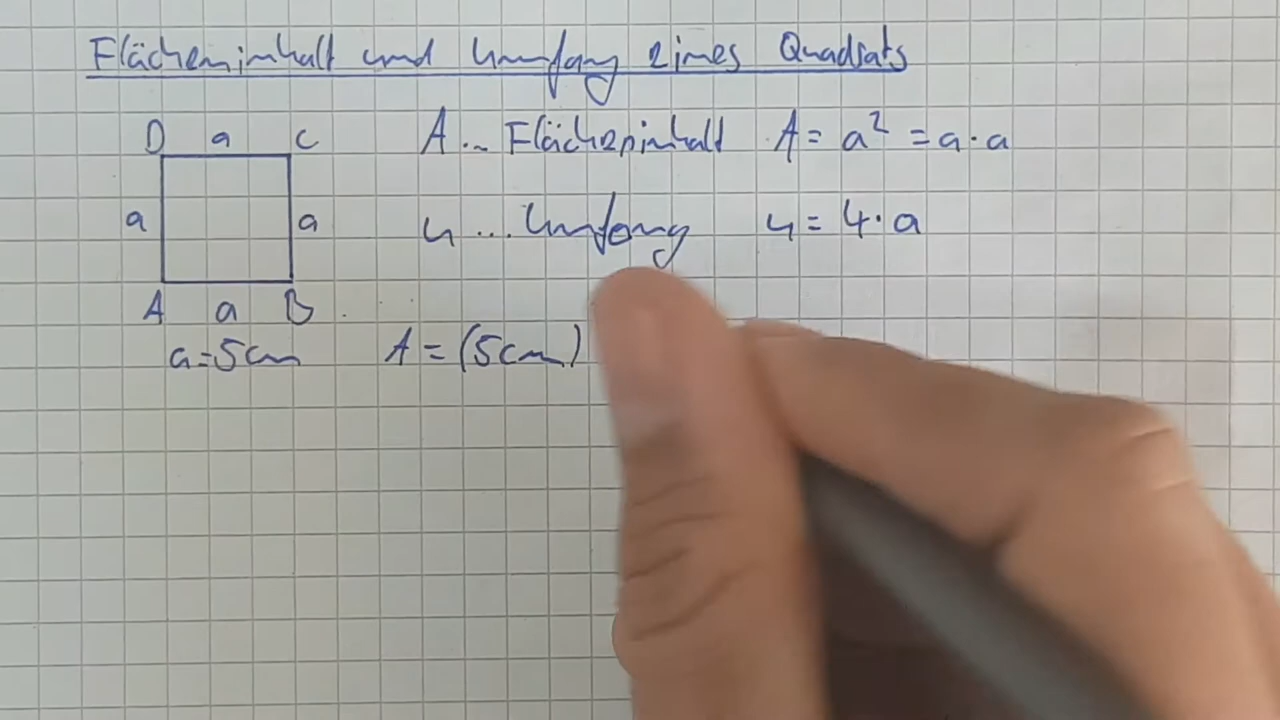 Flächeninhalt und Umfang eines Quadrats
D a C
A... Flächeninhalt A = a² = a·a
a a
u ... Umfang u = 4·a
A a B
a=5cm A = (5cm)